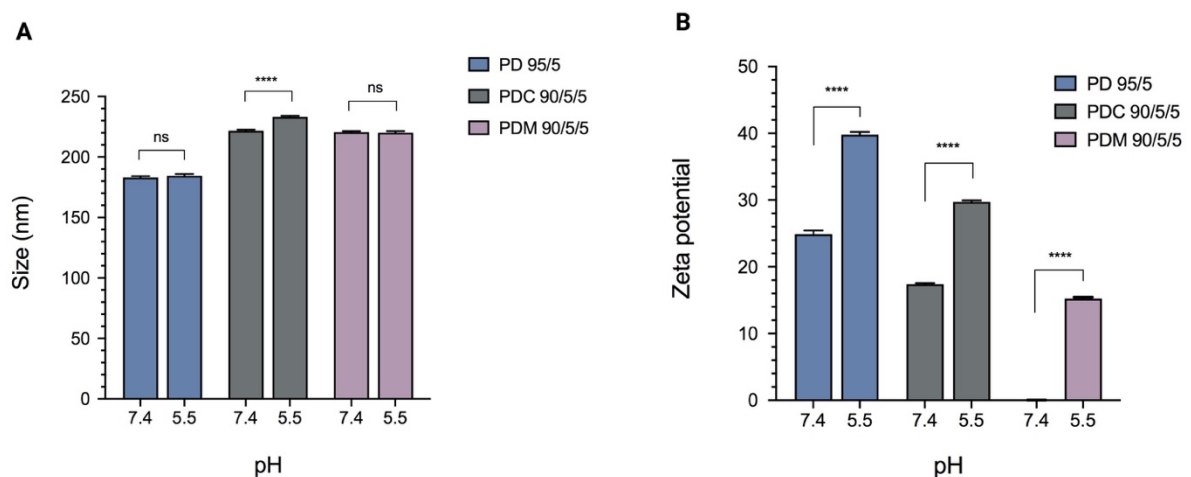 A
PD 95/5
PDC 90/5/5
PDM 90/5/5
Size (nm)
250
200
150
100
50
0
ns
****
ns
7.4 5.5 7.4 5.5 7.4 5.5
pH
B
PD 95/5
PDC 90/5/5
PDM 90/5/5
Zeta potential
50
40
30
20
10
0
****
****
****
7.4 5.5 7.4 5.5 7.4 5.5
pH